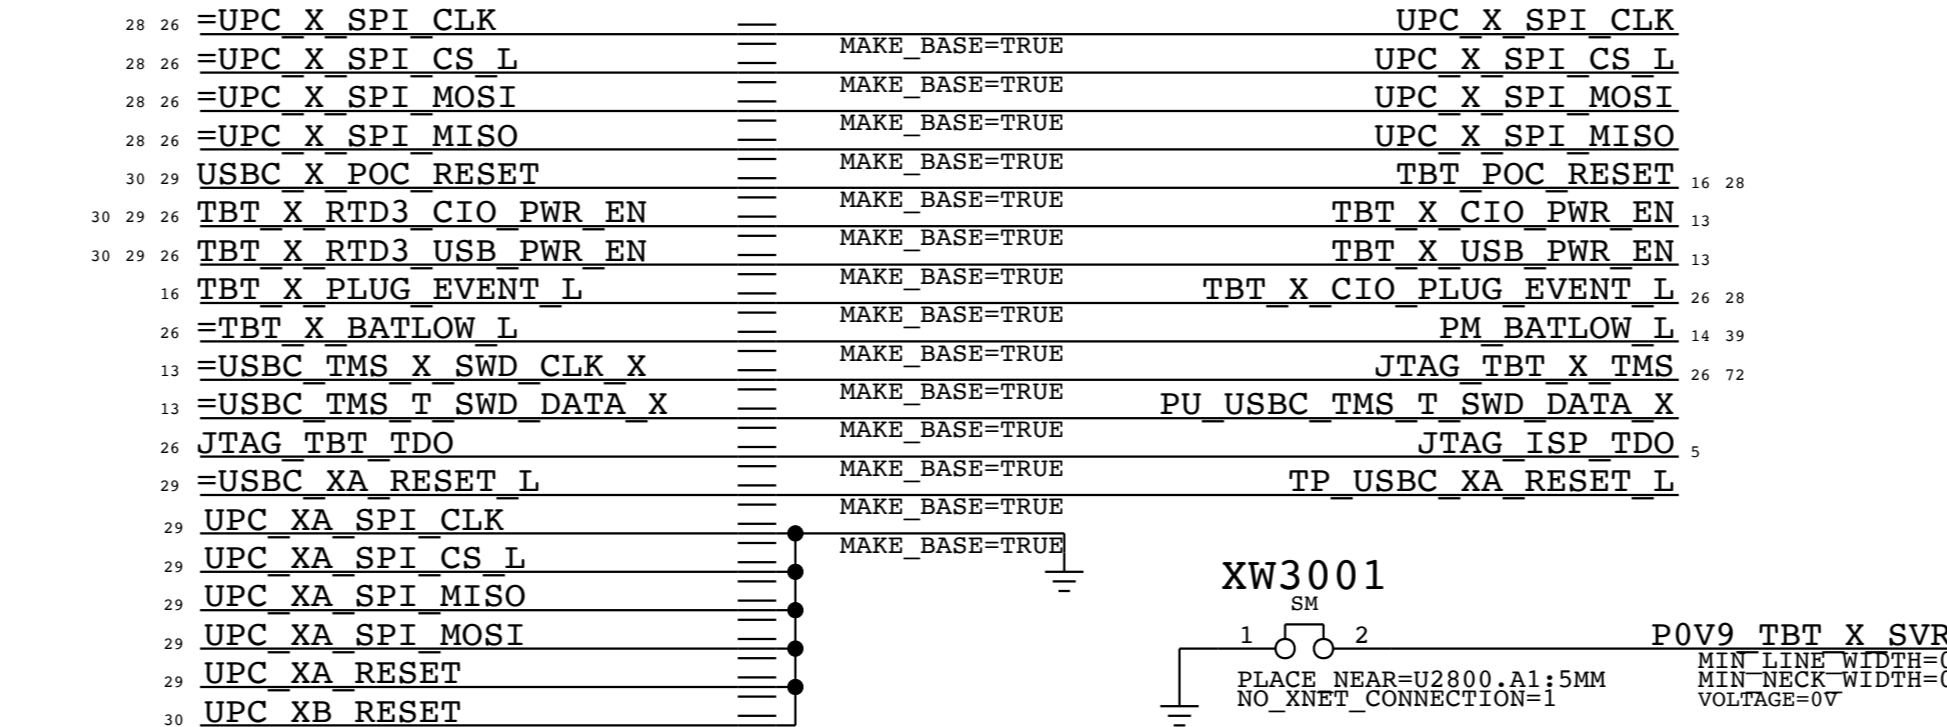 28 26 =UPC_X_SPI_CLK UPC_X_SPI_CLK
MAKE_BASE=TRUE
28 26 =UPC_X_SPI_CS_L UPC_X_SPI_CS_L
MAKE_BASE=TRUE
28 26 =UPC_X_SPI_MOSI UPC_X_SPI_MOSI
MAKE_BASE=TRUE
28 26 =UPC_X_SPI_MISO UPC_X_SPI_MISO
MAKE_BASE=TRUE
30 29 USBC_X_POC_RESET TBT_POC_RESET 16 28
MAKE_BASE=TRUE
30 29 26 TBT_X_RTD3_CIO_PWR_EN TBT_X_CIO_PWR_EN 13
MAKE_BASE=TRUE
30 29 26 TBT_X_RTD3_USB_PWR_EN TBT_X_USB_PWR_EN 13
MAKE_BASE=TRUE
16 TBT_X_PLUG_EVENT_L TBT_X_CIO_PLUG_EVENT_L 26 28
MAKE_BASE=TRUE
26 =TBT_X_BATLOW_L PM_BATLOW_L 14 39
MAKE_BASE=TRUE
13 =USBC_TMS_X_SWD_CLK_X JTAG_TBT_X_TMS 26 72
MAKE_BASE=TRUE
13 =USBC_TMS_T_SWD_DATA_X PU_USBC_TMS_T_SWD_DATA_X
MAKE_BASE=TRUE
26 JTAG_TBT_TDO JTAG_ISP_TDO 5
MAKE_BASE=TRUE
29 =USBC_XA_RESET_L TP_USBC_XA_RESET_L
MAKE_BASE=TRUE
29 UPC_XA_SPI_CLK
MAKE_BASE=TRUE
29 UPC_XA_SPI_CS_L
29 UPC_XA_SPI_MISO
29 UPC_XA_SPI_MOSI
29 UPC_XA_RESET
30 UPC_XB_RESET
XW3001
SM
1 2 P0V9_TBT_X_SVR
PLACE_NEAR=U2800.A1:5MM
NO_XNET_CONNECTION=1
MIN_LINE_WIDTH=0
MIN_NECK_WIDTH=0
VOLTAGE=0V